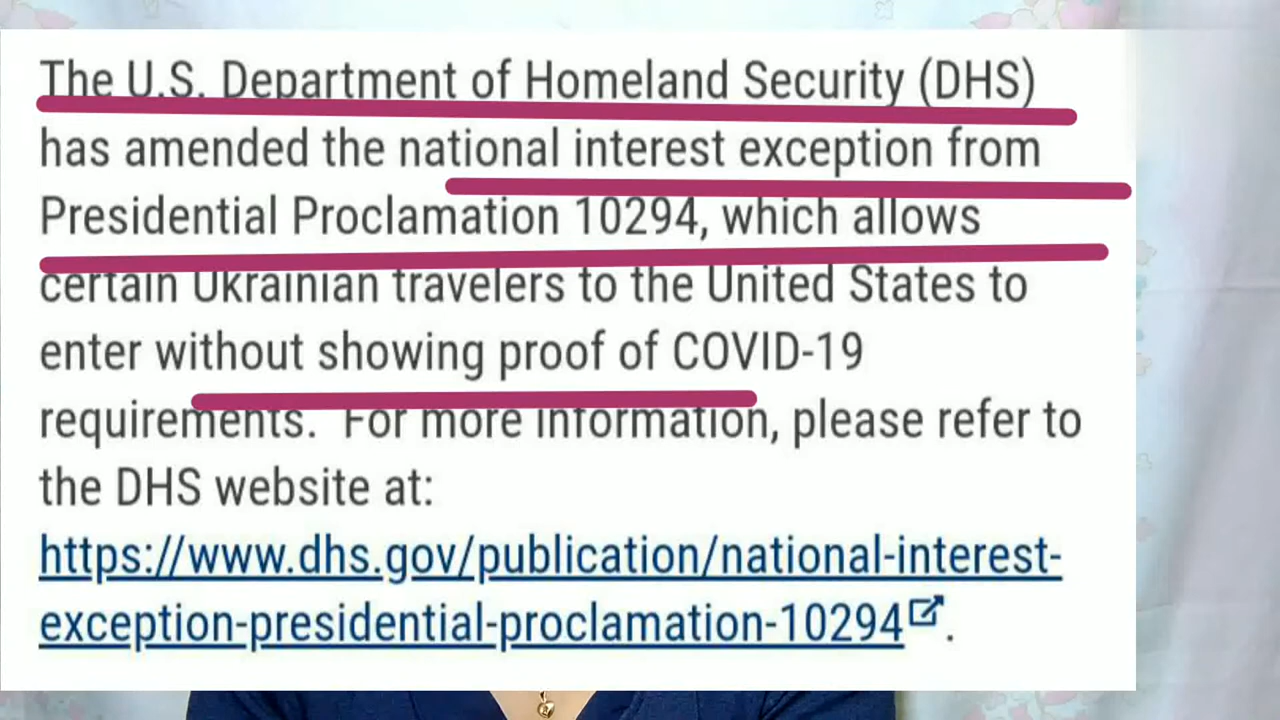 The U.S. Department of Homeland Security (DHS)
has amended the national interest exception from
Presidential Proclamation 10294, which allows
certain Ukrainian travelers to the United States to
enter without showing proof of COVID-19
requirements. For more information, please refer to
the DHS website at:
https://www.dhs.gov/publication/national-interest-
exception-presidential-proclamation-10294.